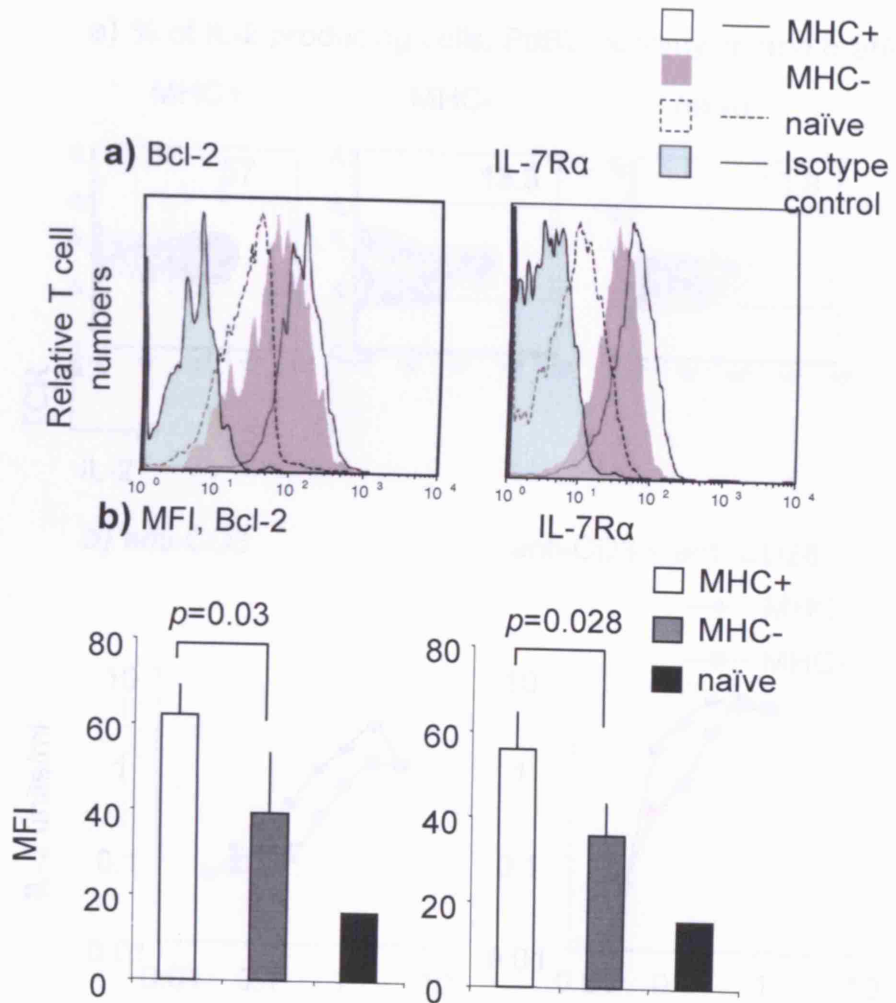 MHC+
MHC-
naïve
Isotype control
a) Bcl-2
IL-7Rα
Relative T cell numbers
10^0 10^1 10^2 10^3 10^4
10^0 10^1 10^2 10^3 10^4
b) MFI, Bcl-2
IL-7Rα
MHC+
MHC-
naïve
p=0.03
p=0.028
MFI
80
60
40
20
0
80
60
40
20
0